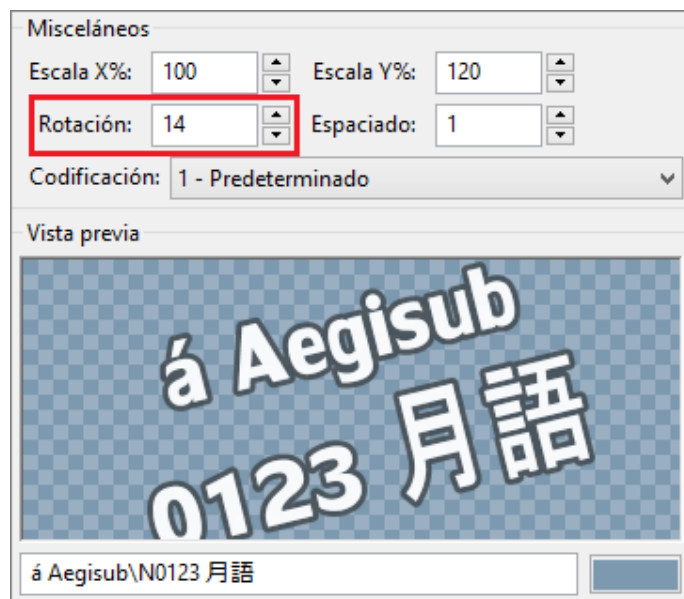 Misceláneos
Escala X%: 100 Escala Y%: 120
Rotación: 14 Espaciado: 1
Codificación: 1 - Predeterminado
Vista previa
á Aegisub
0123 月語
á Aegisub\N0123 月語